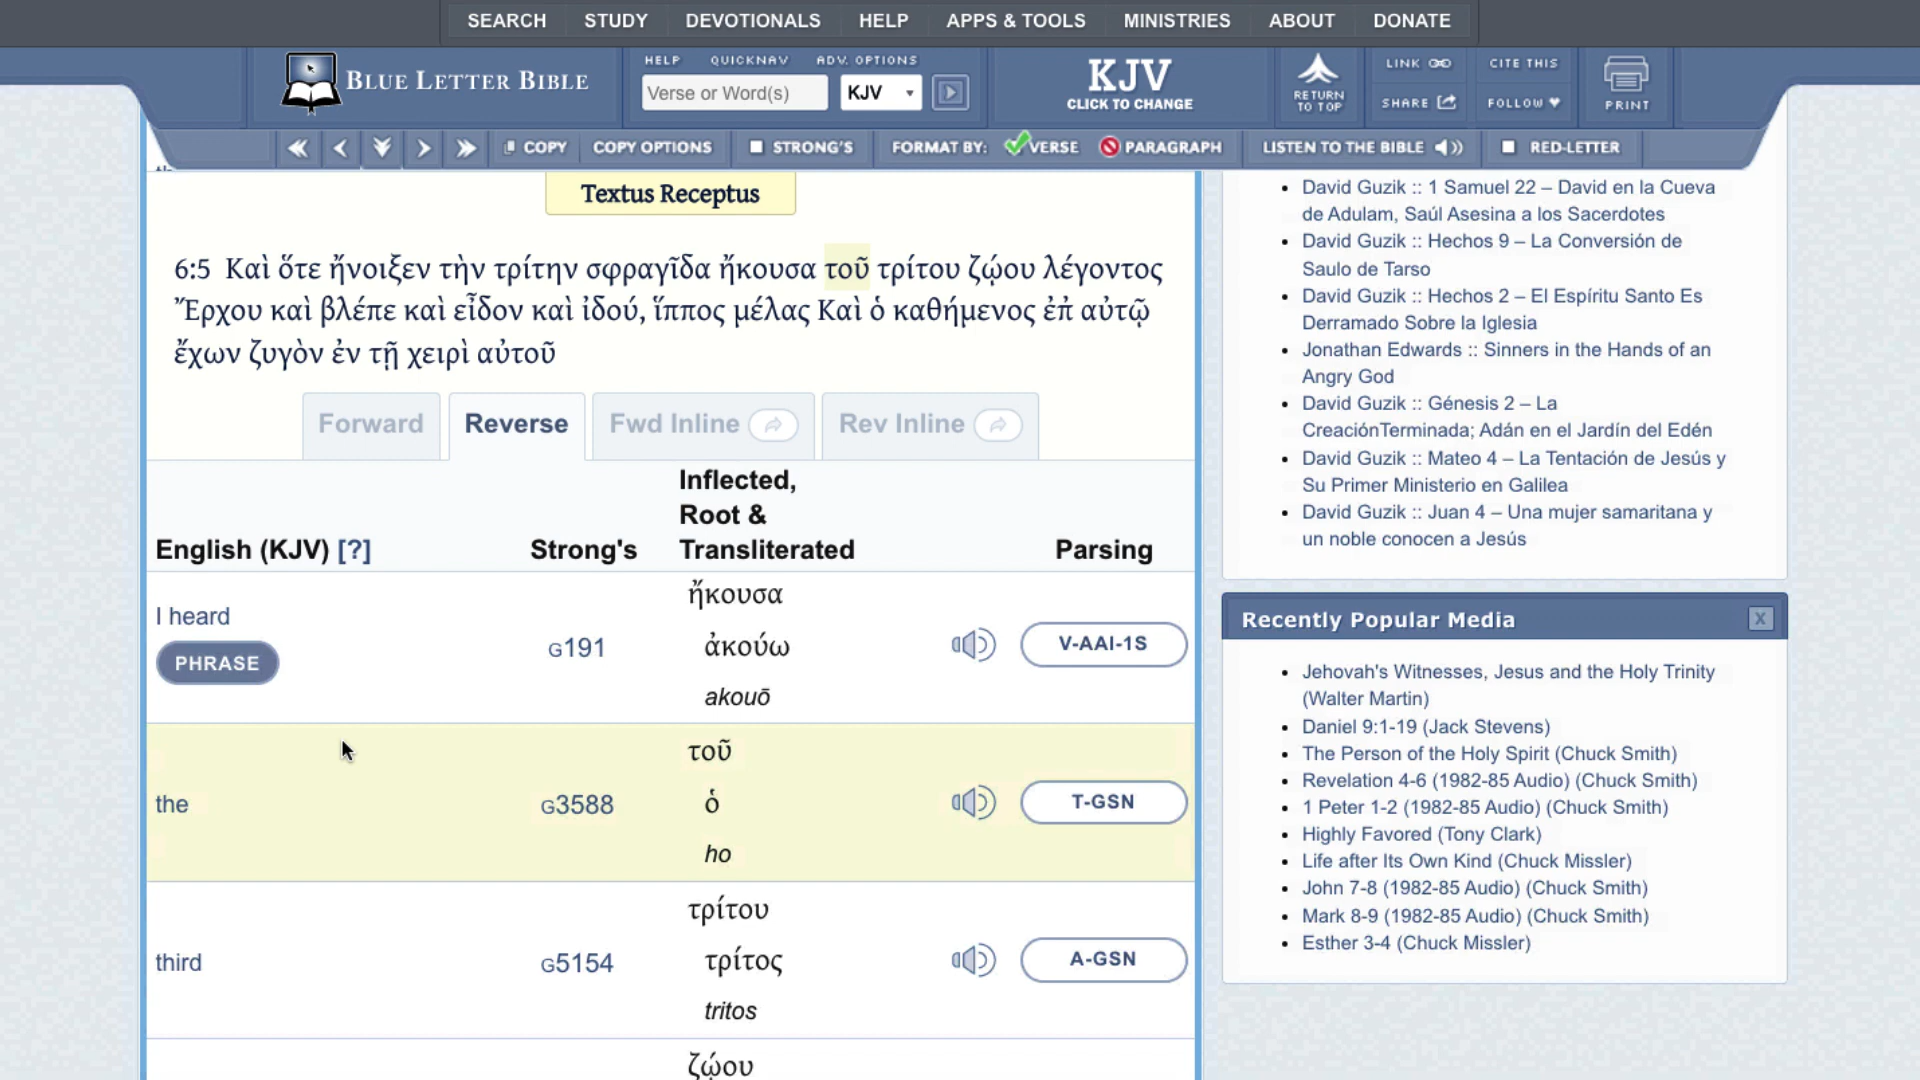 SEARCH STUDY DEVOTIONALS HELP APPS & TOOLS MINISTRIES ABOUT DONATE
BLUE LETTER BIBLE
HELP QUICKNAV ADV. OPTIONS
Verse or Word(s) KJV
KJV
CLICK TO CHANGE
RETURN
TO TOP
LINK
SHARE
CITE THIS
FOLLOW
PRINT
COPY COPY OPTIONS STRONG'S FORMAT BY: VERSE PARAGRAPH LISTEN TO THE BIBLE RED-LETTER
Textus Receptus
6:5 Καὶ ὅτε ἤνοιξεν τὴν τρίτην σφραγῖδα ἤκουσα τοῦ τρίτου ζῴου λέγοντος
Ἔρχου καὶ βλέπε καὶ εἶδον καὶ ἰδού, ἵππος μέλας Καὶ ὁ καθήμενος ἐπ̓ αὐτῷ
ἔχων ζυγὸν ἐν τῇ χειρὶ αὐτοῦ
Forward Reverse Fwd Inline Rev Inline
English (KJV) [?]
Strong's
Inflected,
Root &
Transliterated
Parsing
I heard
PHRASE
G191
ἤκουσα
ἀκούω
akouō
V-AAI-1S
the
G3588
τοῦ
ὁ
ho
T-GSN
third
G5154
τρίτου
τρίτος
tritos
A-GSN
ζῴου
David Guzik :: 1 Samuel 22 – David en la Cueva
de Adulam, Saúl Asesina a los Sacerdotes
David Guzik :: Hechos 9 – La Conversión de
Saulo de Tarso
David Guzik :: Hechos 2 – El Espíritu Santo Es
Derramado Sobre la Iglesia
Jonathan Edwards :: Sinners in the Hands of an
Angry God
David Guzik :: Génesis 2 – La
CreaciónTerminada; Adán en el Jardín del Edén
David Guzik :: Mateo 4 – La Tentación de Jesús y
Su Primer Ministerio en Galilea
David Guzik :: Juan 4 – Una mujer samaritana y
un noble conocen a Jesús
Recently Popular Media X
Jehovah's Witnesses, Jesus and the Holy Trinity
(Walter Martin)
Daniel 9:1-19 (Jack Stevens)
The Person of the Holy Spirit (Chuck Smith)
Revelation 4-6 (1982-85 Audio) (Chuck Smith)
1 Peter 1-2 (1982-85 Audio) (Chuck Smith)
Highly Favored (Tony Clark)
Life after Its Own Kind (Chuck Missler)
John 7-8 (1982-85 Audio) (Chuck Smith)
Mark 8-9 (1982-85 Audio) (Chuck Smith)
Esther 3-4 (Chuck Missler)